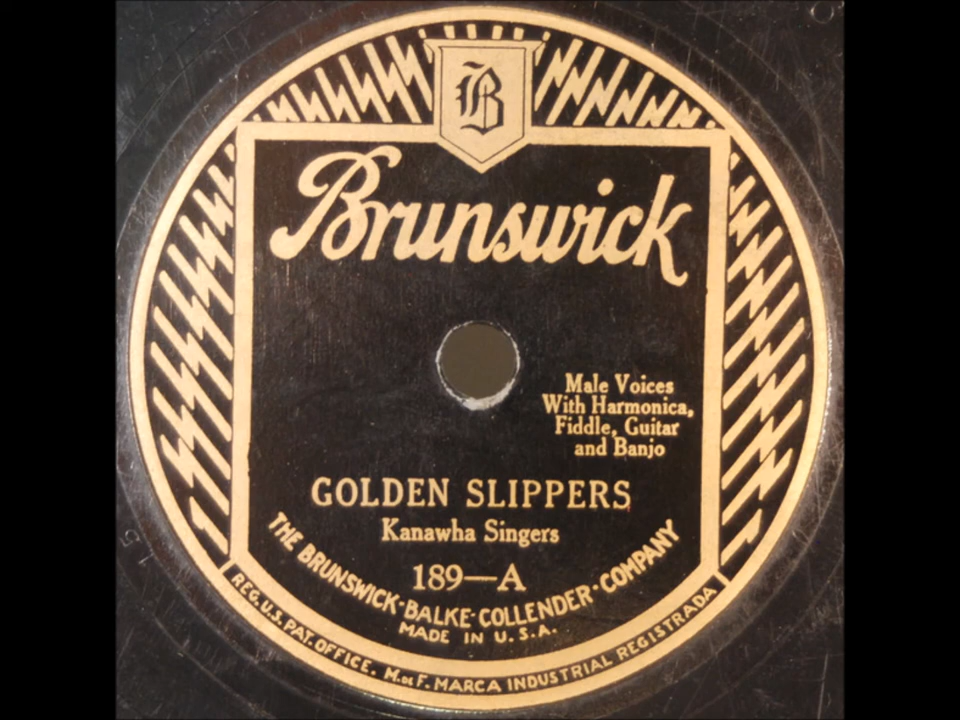 B
Brunswick
Male Voices
With Harmonica,
Fiddle, Guitar
and Banjo
GOLDEN SLIPPERS
Kanawha Singers
189—A
THE BRUNSWICK-BALKE-COLLENDER-COMPANY
MADE IN U.S.A.
REG. U.S. PAT. OFFICE. M. de F. MARCA INDUSTRIAL REGISTRADA